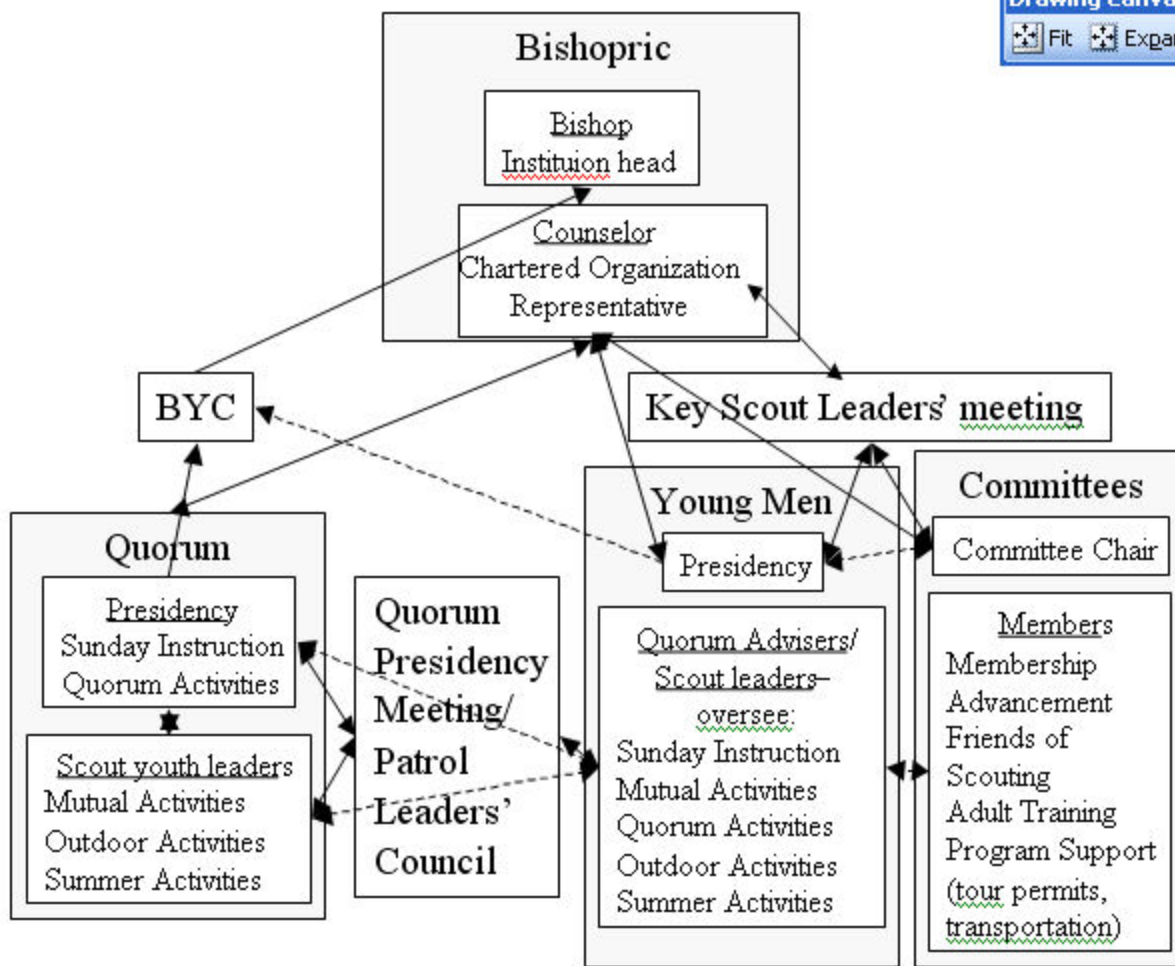 Drawing Canva
Fit Expan
Bishopric
Bishop
Instituion head
Counselor
Chartered Organization
Representative
BYC
Key Scout Leaders' meeting
Quorum
Presidency
Sunday Instruction
Quorum Activities
Scout youth leaders
Mutual Activities
Outdoor Activities
Summer Activities
Quorum
Presidency
Meeting/
Patrol
Leaders'
Council
Young Men
Presidency
Quorum Advisers/
Scout leaders–
oversee:
Sunday Instruction
Mutual Activities
Quorum Activities
Outdoor Activities
Summer Activities
Committees
Committee Chair
Members
Membership
Advancement
Friends of
Scouting
Adult Training
Program Support
(tour permits,
transportation)